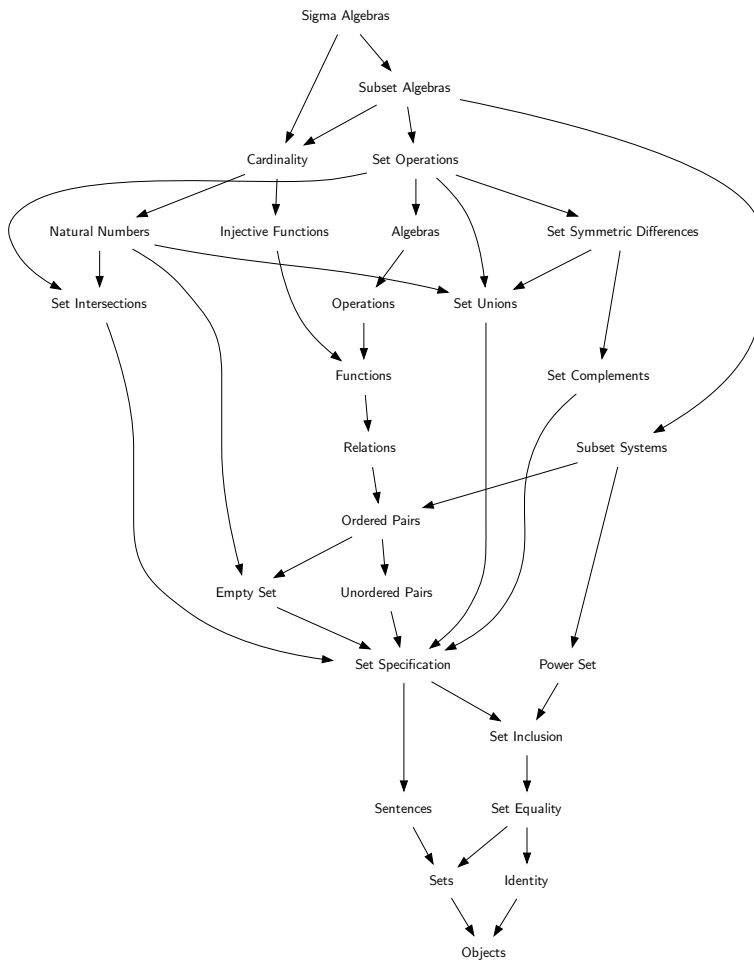 Sigma Algebras
Subset Algebras
Cardinality
Set Operations
Natural Numbers
Injective Functions
Algebras
Set Symmetric Differences
Set Intersections
Operations
Set Unions
Functions
Set Complements
Relations
Subset Systems
Ordered Pairs
Empty Set
Unordered Pairs
Set Specification
Power Set
Set Inclusion
Sentences
Set Equality
Sets
Identity
Objects